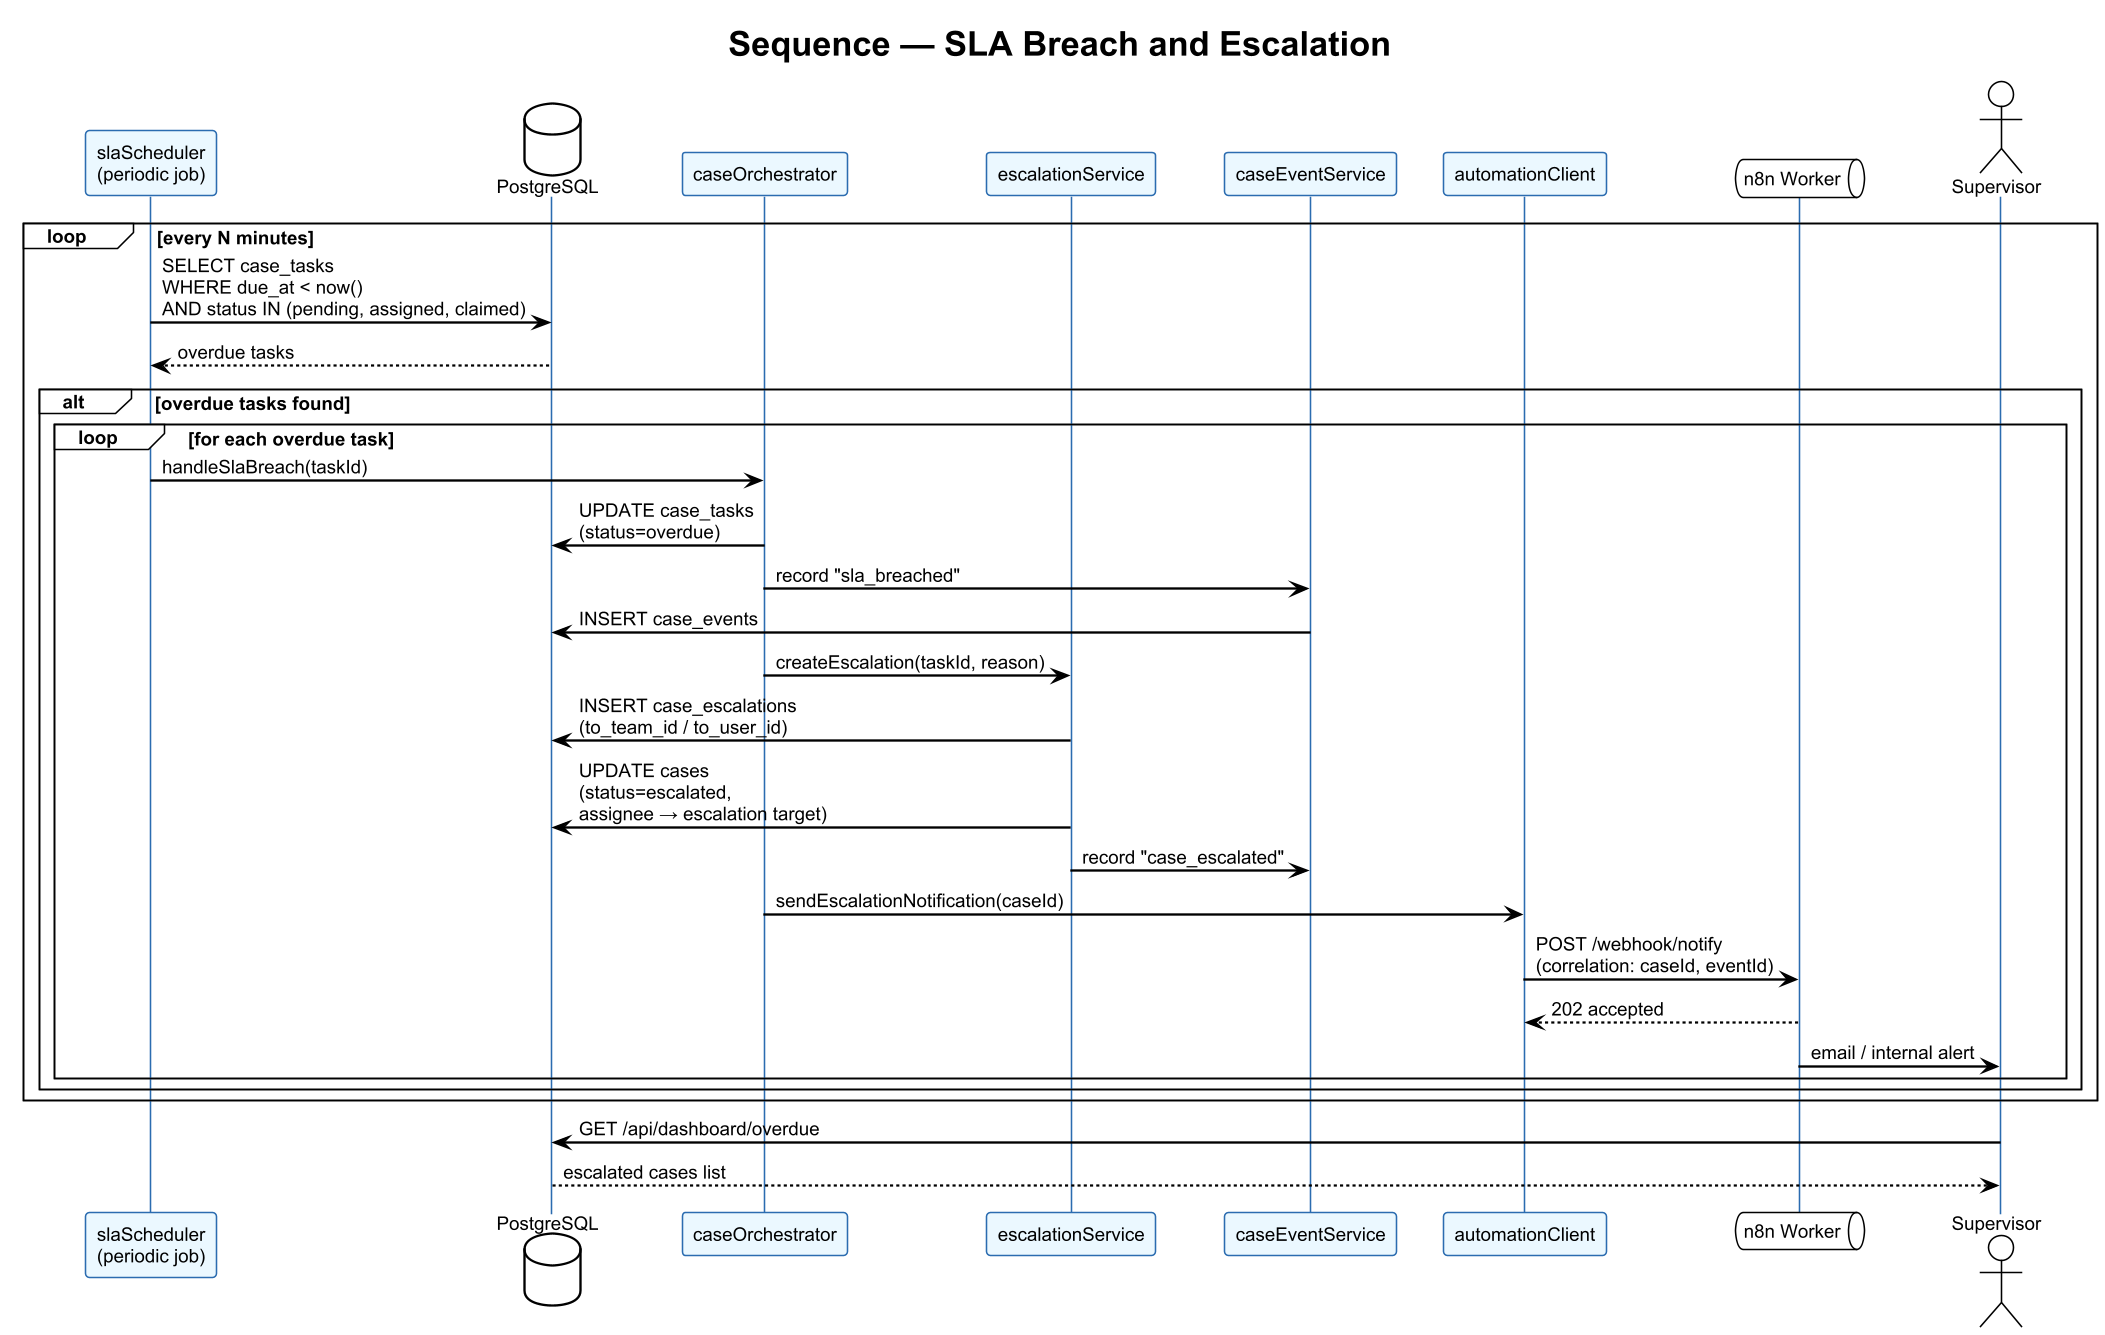 Sequence — SLA Breach and Escalation
slaScheduler
(periodic job)
PostgreSQL
caseOrchestrator
escalationService
caseEventService
automationClient
n8n Worker
Supervisor
loop
[every N minutes]
SELECT case_tasks
WHERE due_at < now()
AND status IN (pending, assigned, claimed)
overdue tasks
alt
[overdue tasks found]
loop
[for each overdue task]
handleSlaBreach(taskId)
UPDATE case_tasks
(status=overdue)
record "sla_breached"
INSERT case_events
createEscalation(taskId, reason)
INSERT case_escalations
(to_team_id / to_user_id)
UPDATE cases
(status=escalated,
assignee → escalation target)
record "case_escalated"
sendEscalationNotification(caseId)
POST /webhook/notify
(correlation: caseId, eventId)
202 accepted
email / internal alert
GET /api/dashboard/overdue
escalated cases list
slaScheduler
(periodic job)
PostgreSQL
caseOrchestrator
escalationService
caseEventService
automationClient
n8n Worker
Supervisor